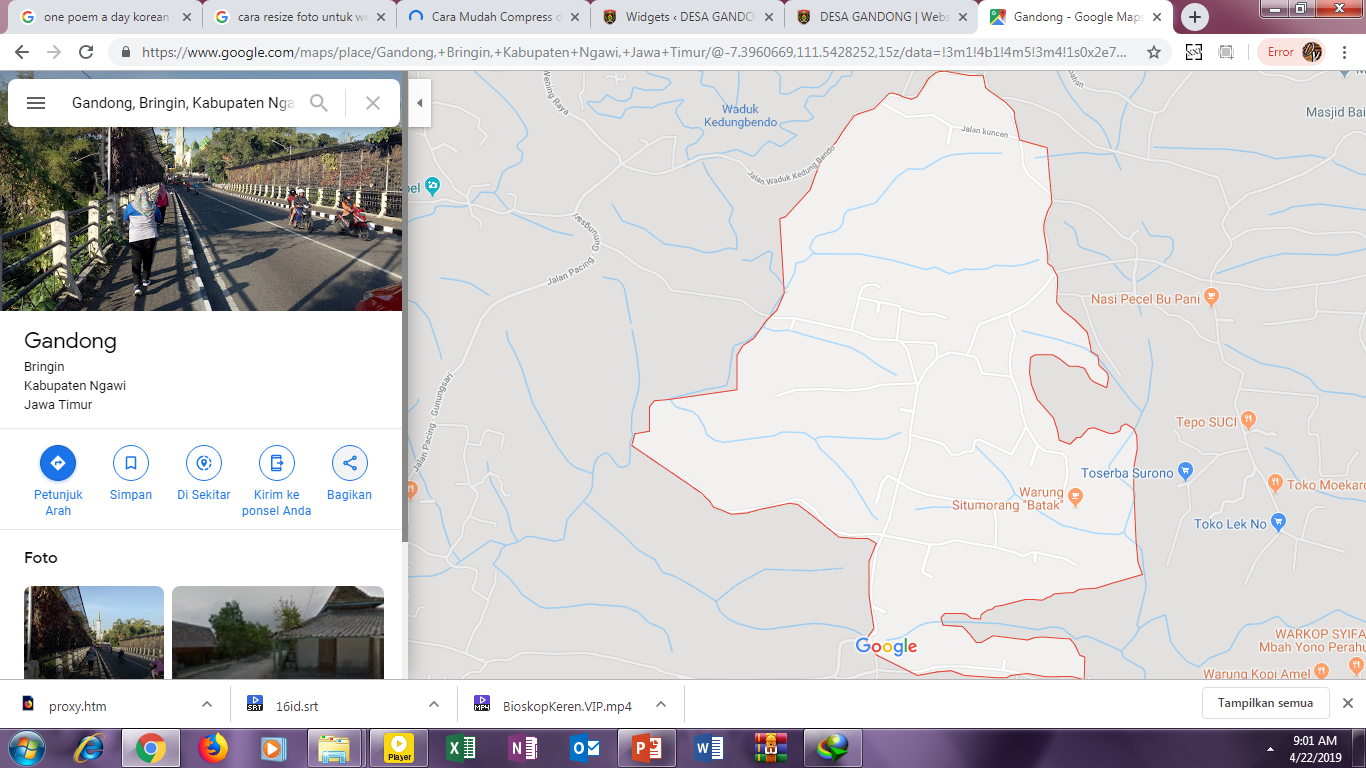 one poem a day korean
cara resize foto untuk we
Cara Mudah Compress d
Widgets ‹ DESA GANDO
DESA GANDONG | Webs
Gandong - Google Maps
https://www.google.com/maps/place/Gandong,+Bringin,+Kabupaten+Ngawi,+Jawa+Timur/@-7.3960669,111.5428252,15z/data=!3m1!4b1!4m5!3m4!1s0x2e7...
Error
Gandong, Bringin, Kabupaten Nga
Gandong
Bringin
Kabupaten Ngawi
Jawa Timur
Petunjuk
Arah
Simpan
Di Sekitar
Kirim ke
ponsel Anda
Bagikan
Foto
Waduk
Kedungbendo
Jalan kuncen
Masjid Bai
Jalan Waduk Kedung Bendo
Jalan Pacing - Gunungsari
Nasi Pecel Bu Pani
Jalan Pacing - Gunungsari
Tepo SUCI
Toserba Surono
Warung
Situmorang "Batak"
Toko Moekard
Toko Lek No
Google
WARKOP SYIFA
Mbah Yono Perahu
Warung Kopi Amel
proxy.htm
SRT
16id.srt
MP4
BioskopKeren.VIP.mp4
Tampilkan semua
Player
9:01 AM
4/22/2019